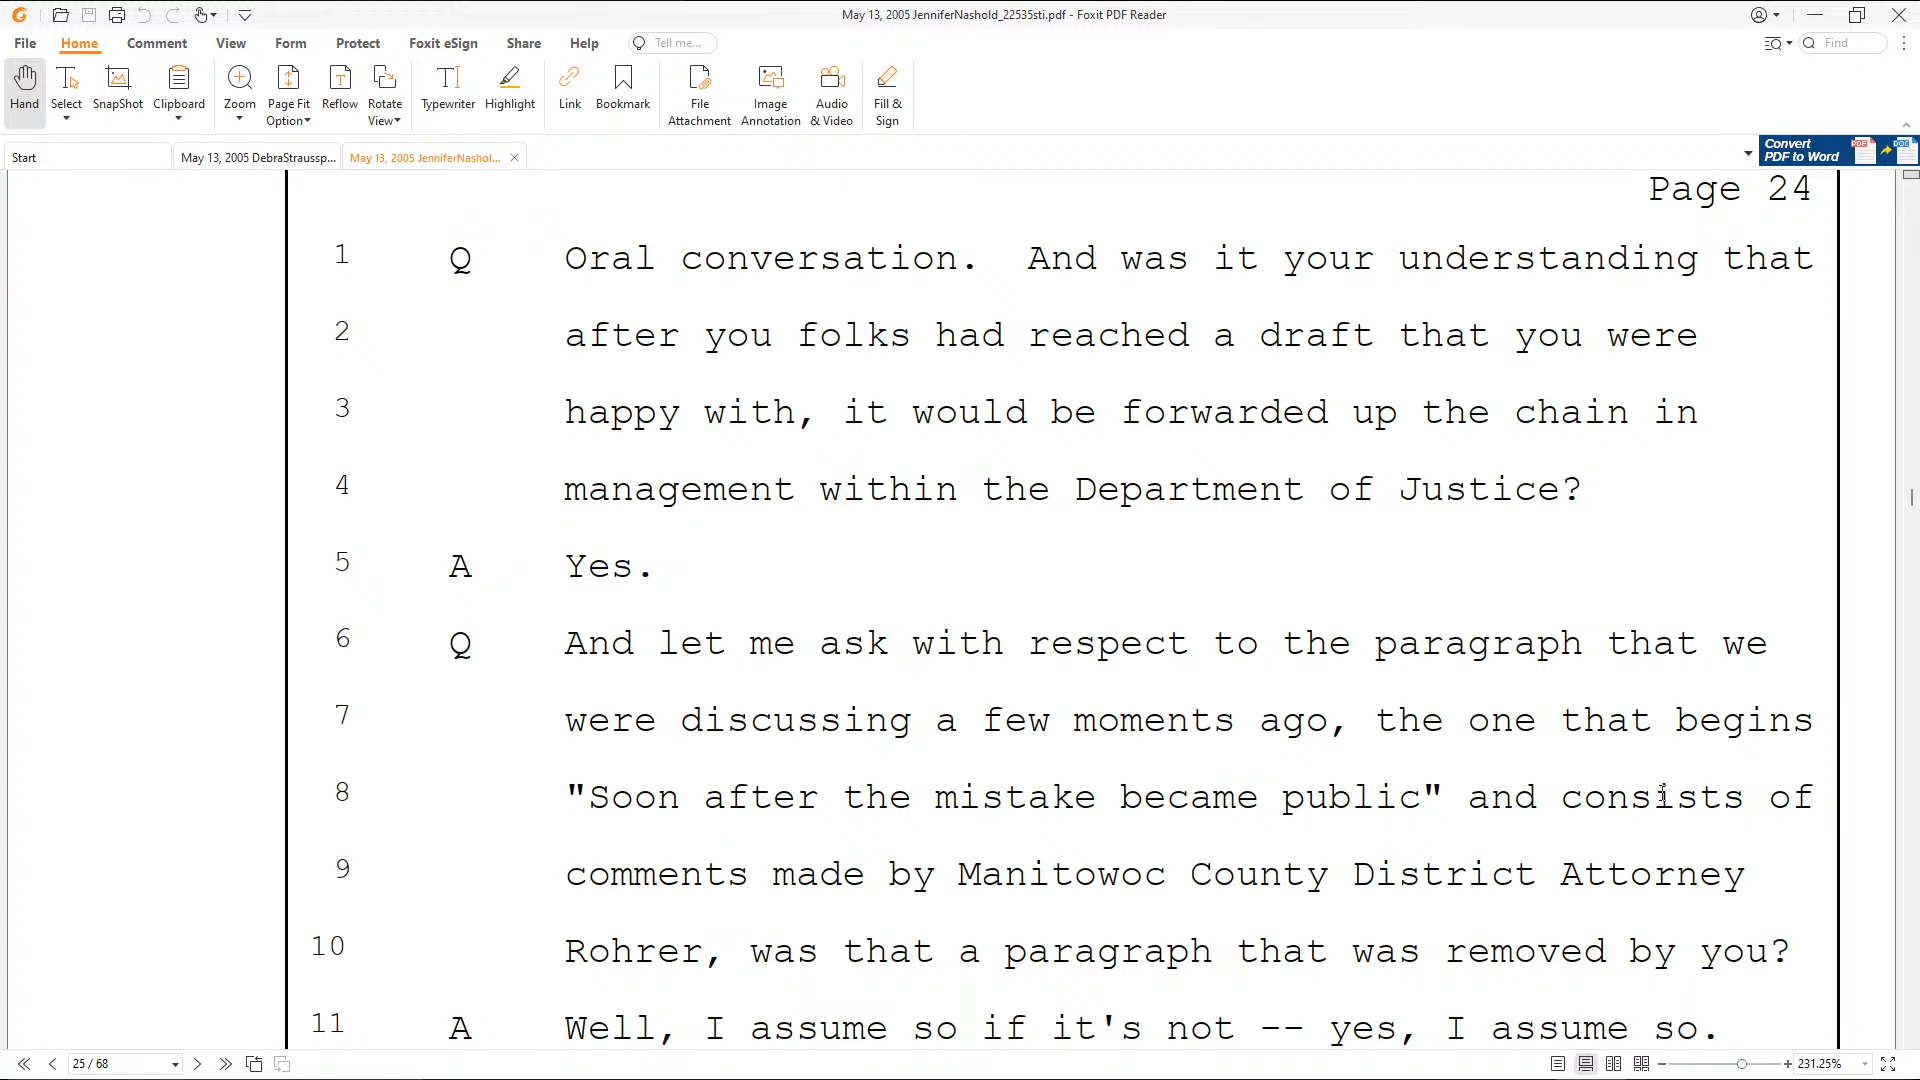 May 13, 2005 JenniferNashold_22535sti.pdf - Foxit PDF Reader
File Home Comment View Form Protect Foxit eSign Share Help Tell me... Find
Hand Select SnapShot Clipboard Zoom Page Fit Option Reflow Rotate View Typewriter Highlight Link Bookmark File Attachment Image Annotation Audio & Video Fill & Sign
Start May 13, 2005 DebraStraussp... May 13, 2005 JenniferNashol... Convert PDF to Word
Page 24
1 Q Oral conversation. And was it your understanding that
2 after you folks had reached a draft that you were
3 happy with, it would be forwarded up the chain in
4 management within the Department of Justice?
5 A Yes.
6 Q And let me ask with respect to the paragraph that we
7 were discussing a few moments ago, the one that begins
8 "Soon after the mistake became public" and consists of
9 comments made by Manitowoc County District Attorney
10 Rohrer, was that a paragraph that was removed by you?
11 A Well, I assume so if it's not -- yes, I assume so.
25 / 68 231.25%